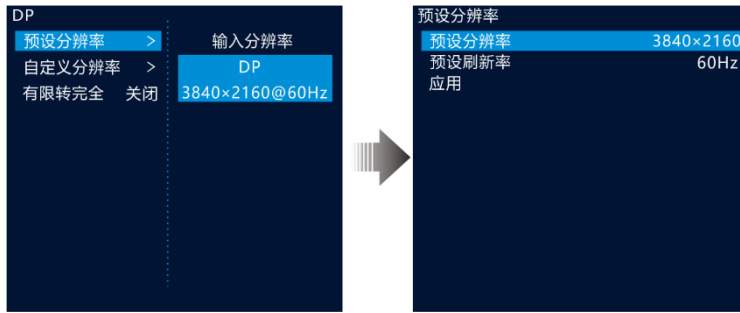 DP
预设分辨率 >
自定义分辨率 >
有限转完全 关闭
输入分辨率
DP
3840×2160@60Hz
预设分辨率
预设分辨率 3840×2160
预设刷新率 60Hz
应用